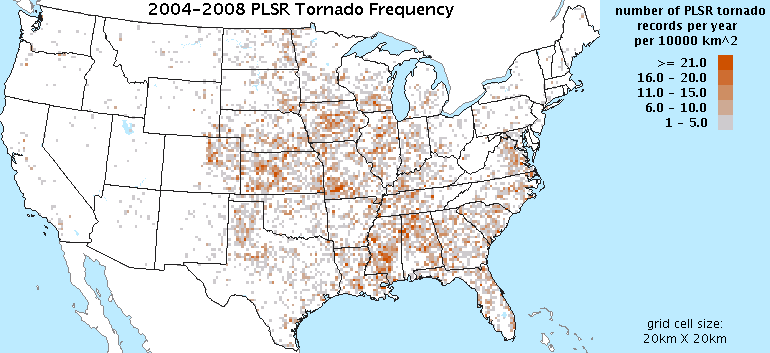 2004-2008 PLSR Tornado Frequency
number of PLSR tornado
records per year
per 10000 km^2
>= 21.0
16.0 - 20.0
11.0 - 15.0
6.0 - 10.0
1 - 5.0
grid cell size:
20km X 20km